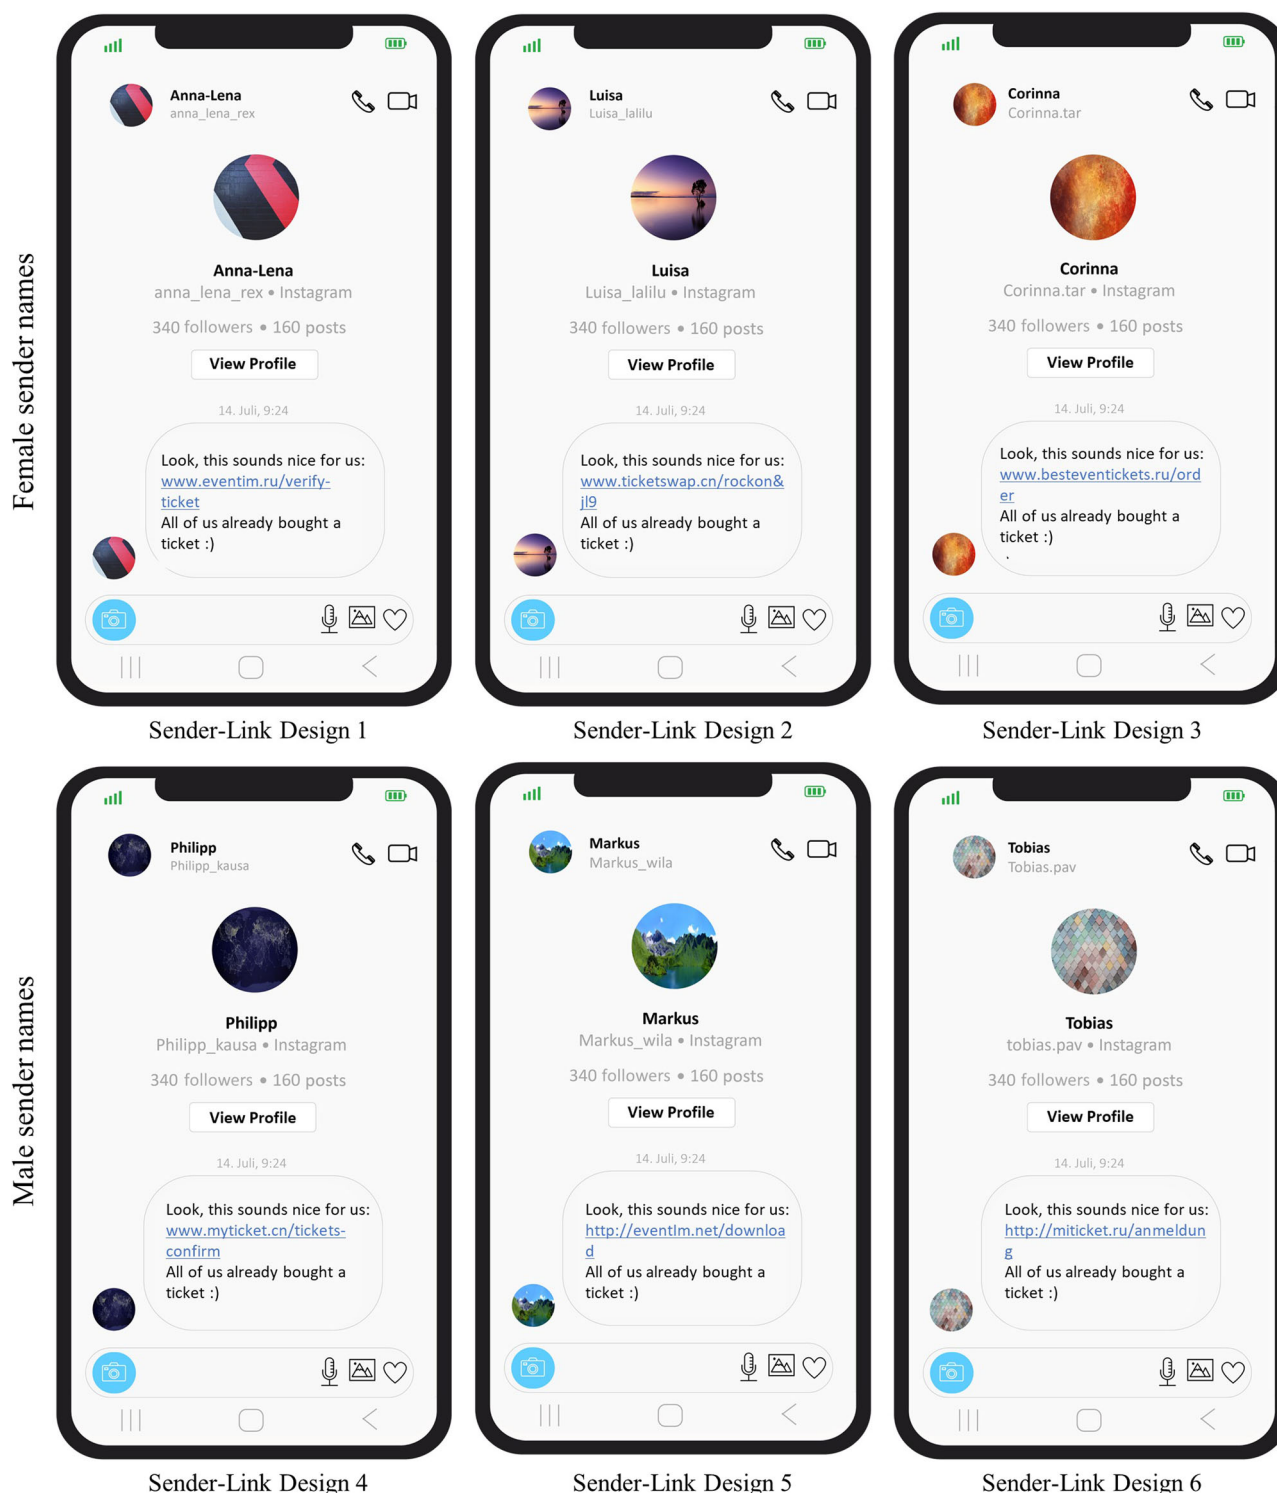 Female sender names
Anna-Lena
anna_lena_rex
Anna-Lena
anna_lena_rex • Instagram
340 followers • 160 posts
View Profile
14. Juli, 9:24
Look, this sounds nice for us:
www.eventim.ru/verify-
ticket
All of us already bought a
ticket :)
Sender-Link Design 1
Luisa
Luisa_lalilu
Luisa
Luisa_lalilu • Instagram
340 followers • 160 posts
View Profile
14. Juli, 9:24
Look, this sounds nice for us:
www.ticketswap.cn/rockon&
jl9
All of us already bought a
ticket :)
Sender-Link Design 2
Corinna
Corinna.tar
Corinna
Corinna.tar • Instagram
340 followers • 160 posts
View Profile
14. Juli, 9:24
Look, this sounds nice for us:
www.besteventickets.ru/ord
er
All of us already bought a
ticket :)
.
Sender-Link Design 3
Male sender names
Philipp
Philipp_kausa
Philipp
Philipp_kausa • Instagram
340 followers • 160 posts
View Profile
14. Juli, 9:24
Look, this sounds nice for us:
www.myticket.cn/tickets-
confirm
All of us already bought a
ticket :)
Sender-Link Design 4
Markus
Markus_wila
Markus
Markus_wila • Instagram
340 followers • 160 posts
View Profile
14. Juli, 9:24
Look, this sounds nice for us:
http://eventlm.net/downloa
d
All of us already bought a
ticket :)
Sender-Link Design 5
Tobias
Tobias.pav
Tobias
tobias.pav • Instagram
340 followers • 160 posts
View Profile
14. Juli, 9:24
Look, this sounds nice for us:
http://miticket.ru/anmeldun
g
All of us already bought a
ticket :)
Sender-Link Design 6